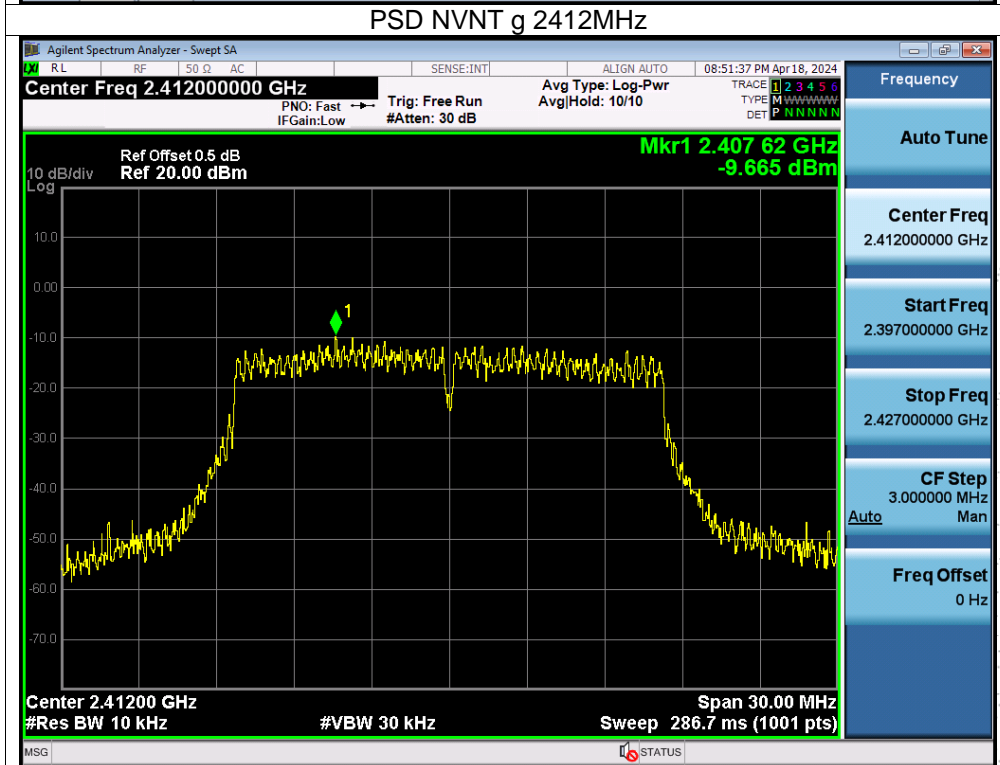 PSD NVNT g 2412MHz
Agilent Spectrum Analyzer - Swept SA
LXI RL RF 50 Ω AC SENSE:INT ALIGN AUTO 08:51:37 PM Apr 18, 2024
Center Freq 2.412000000 GHz
PNO: Fast
IFGain:Low
Trig: Free Run
#Atten: 30 dB
Avg Type: Log-Pwr
Avg|Hold: 10/10
TRACE 1 2 3 4 5 6
TYPE M WWWWW
DET P N N N N N
Mkr1 2.407 62 GHz
-9.665 dBm
Ref Offset 0.5 dB
10 dB/div Ref 20.00 dBm
Log
10.0
0.00
-10.0
-20.0
-30.0
-40.0
-50.0
-60.0
-70.0
1
Center 2.41200 GHz Span 30.00 MHz
#Res BW 10 kHz #VBW 30 kHz Sweep 286.7 ms (1001 pts)
MSG STATUS
Frequency
Auto Tune
Center Freq
2.412000000 GHz
Start Freq
2.397000000 GHz
Stop Freq
2.427000000 GHz
CF Step
3.000000 MHz
Auto Man
Freq Offset
0 Hz